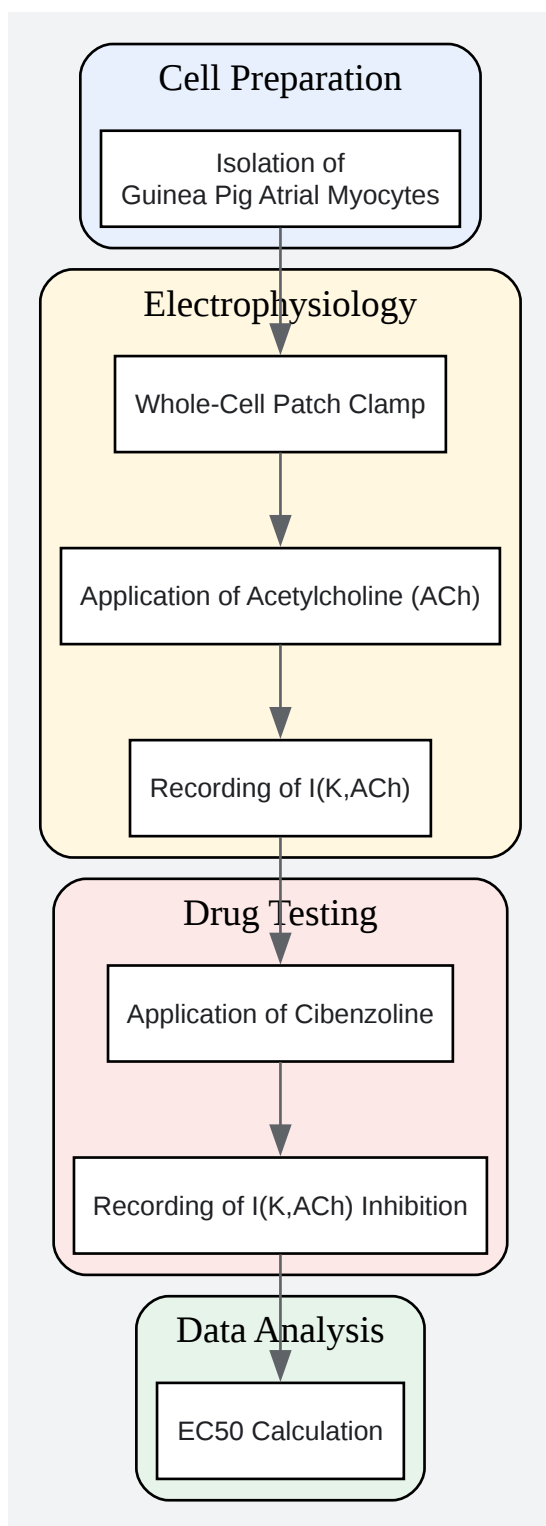 Cell Preparation
Isolation of
Guinea Pig Atrial Myocytes
Electrophysiology
Whole-Cell Patch Clamp
Application of Acetylcholine (ACh)
Recording of I(K,ACh)
Drug Testing
Application of Cibenzoline
Recording of I(K,ACh) Inhibition
Data Analysis
EC50 Calculation